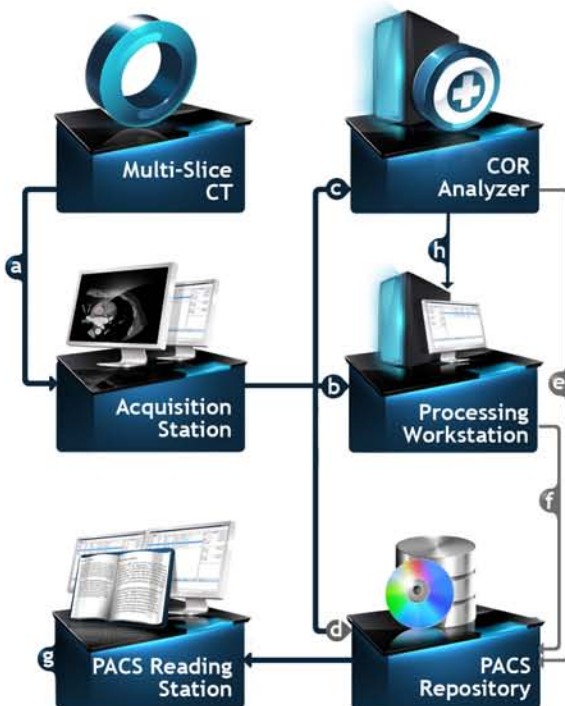 Multi-Slice
CT
COR
Analyzer
c
a
h
Acquisition
Station
b
Processing
Workstation
e
f
d
g
PACS Reading
Station
PACS
Repository